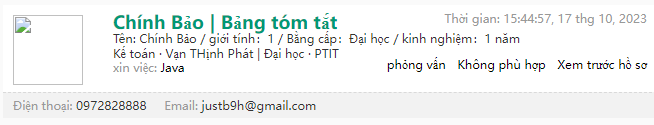 Chính Bảo | Bảng tóm tắt
Thời gian: 15:44:57, 17 thg 10, 2023
Tên: Chính Bảo / giới tính： 1 / Bằng cấp： Đại học / kinh nghiệm： 1 năm
Kế toán · Vạn THịnh Phát | Đại học · PTIT
xin việc: Java
phỏng vấn Không phù hợp Xem trước hồ sơ
Điện thoại: 0972828888 Email: justb9h@gmail.com